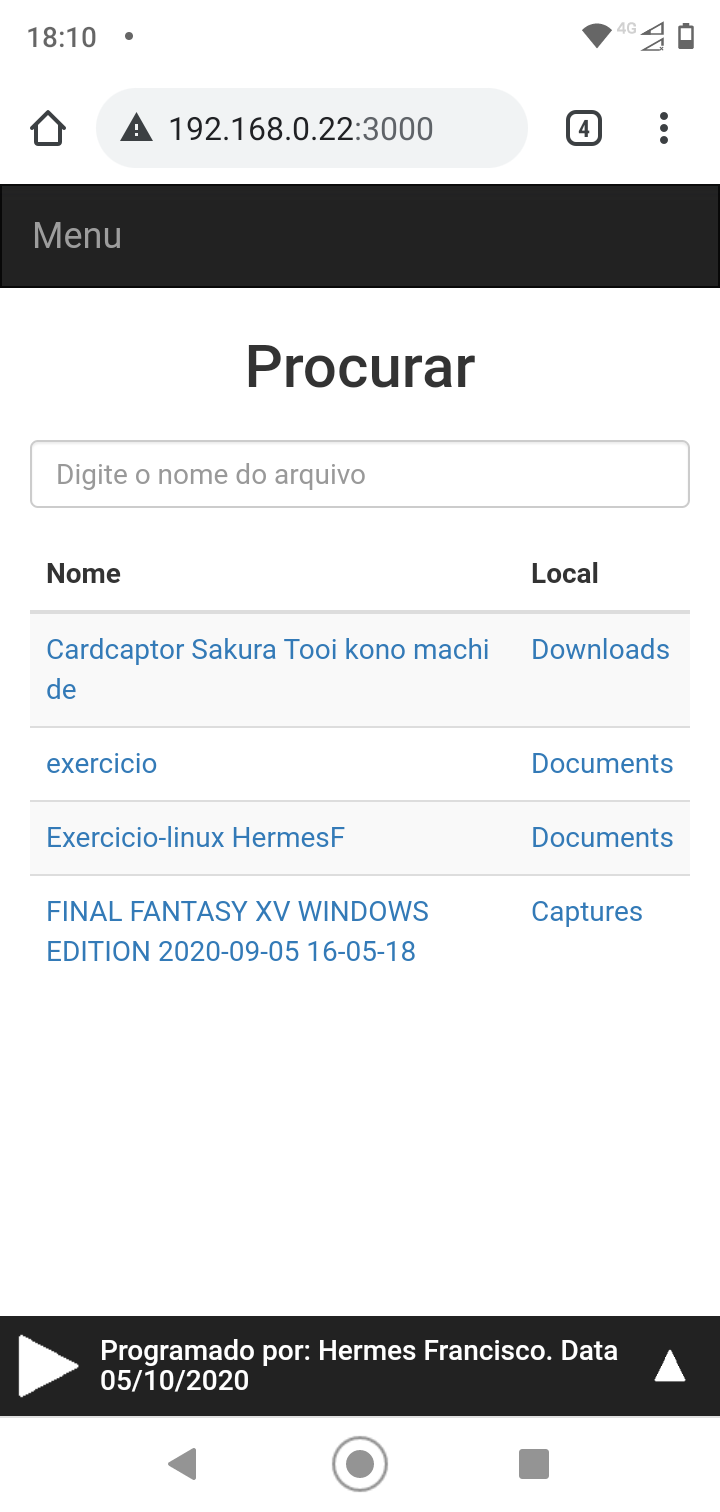 18:10
4G
192.168.0.22:3000
4
Menu
Procurar
Digite o nome do arquivo
Nome Local
Cardcaptor Sakura Tooi kono machi Downloads
de
exercicio Documents
Exercicio-linux HermesF Documents
FINAL FANTASY XV WINDOWS Captures
EDITION 2020-09-05 16-05-18
Programado por: Hermes Francisco. Data
05/10/2020